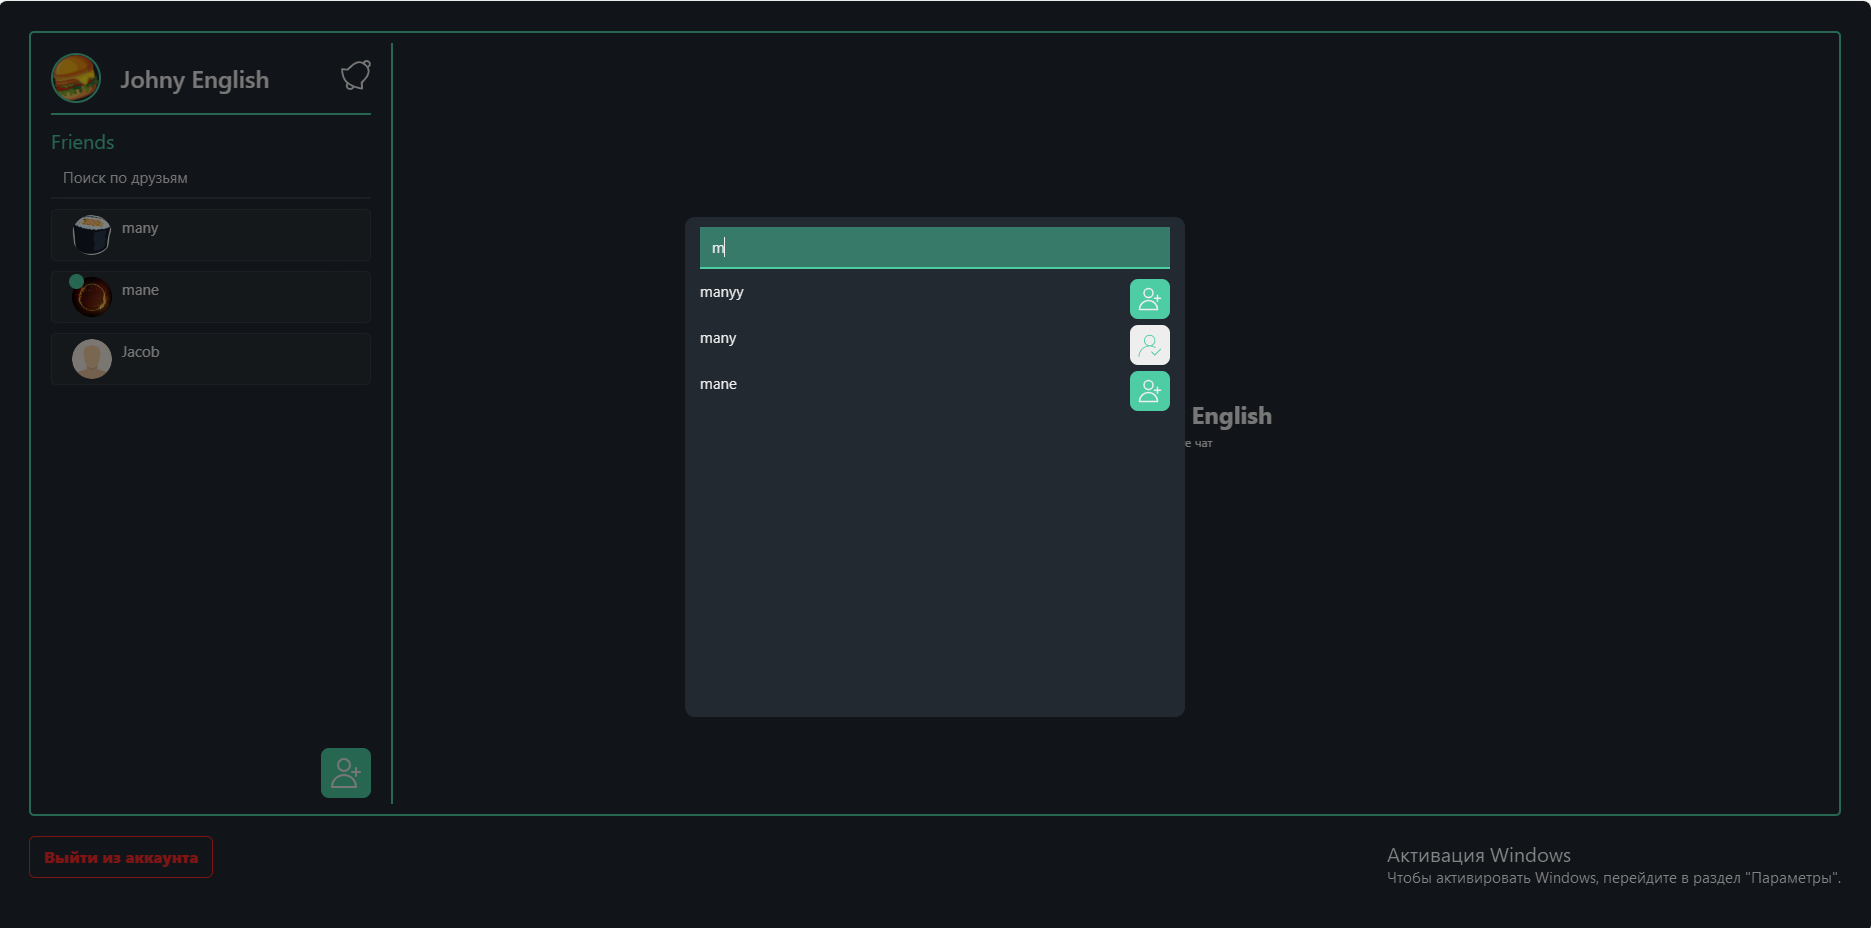 Johny English
Friends
Поиск по друзьям
many
mane
Jacob
m
manyy
many
mane
English
е чат
Выйти из аккаунта
Активация Windows
Чтобы активировать Windows, перейдите в раздел "Параметры".